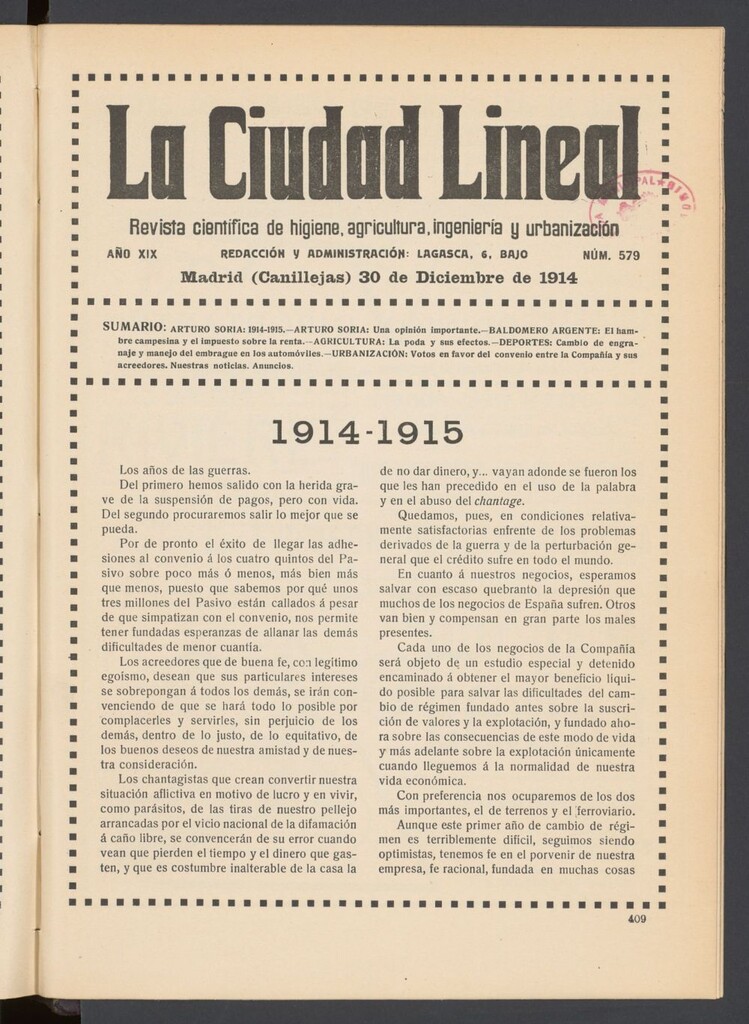 La Ciudad Lineal
Revista científica de higiene, agricultura, ingeniería y urbanización
AÑO XIX REDACCIÓN Y ADMINISTRACIÓN: LAGASCA, 6, BAJO NÚM. 579
Madrid (Canillejas) 30 de Diciembre de 1914
SUMARIO: ARTURO SORIA: 1914-1915.—ARTURO SORIA: Una opinión importante.—BALDOMERO ARGENTE: El ham-
bre campesina y el impuesto sobre la renta.—AGRICULTURA: La poda y sus efectos.—DEPORTES: Cambio de engra-
naje y manejo del embrague en los automóviles.—URBANIZACIÓN: Votos en favor del convenio entre la Compañía y sus
acreedores. Nuestras noticias. Anuncios.
1914-1915
Los años de las guerras.
Del primero hemos salido con la herida gra-
ve de la suspensión de pagos, pero con vida.
Del segundo procuraremos salir lo mejor que se
pueda.
Por de pronto el éxito de llegar las adhe-
siones al convenio á los cuatro quintos del Pa-
sivo sobre poco más ó menos, más bien más
que menos, puesto que sabemos por qué unos
tres millones del Pasivo están callados á pesar
de que simpatizan con el convenio, nos permite
tener fundadas esperanzas de allanar las demás
dificultades de menor cuantía.
Los acreedores que de buena fe, con legítimo
egoísmo, desean que sus particulares intereses
se sobrepongan á todos los demás, se irán con-
venciendo de que se hará todo lo posible por
complacerles y servirles, sin perjuicio de los
demás, dentro de lo justo, de lo equitativo, de
los buenos deseos de nuestra amistad y de nues-
tra consideración.
Los chantagistas que crean convertir nuestra
situación aflictiva en motivo de lucro y en vivir,
como parásitos, de las tiras de nuestro pellejo
arrancadas por el vicio nacional de la difamación
á caño libre, se convencerán de su error cuando
vean que pierden el tiempo y el dinero que gas-
ten, y que es costumbre inalterable de la casa la
de no dar dinero, y... vayan adonde se fueron los
que les han precedido en el uso de la palabra
y en el abuso del chantage.
Quedamos, pues, en condiciones relativa-
mente satisfactorias enfrente de los problemas
derivados de la guerra y de la perturbación ge-
neral que el crédito sufre en todo el mundo.
En cuanto á nuestros negocios, esperamos
salvar con escaso quebranto la depresión que
muchos de los negocios de España sufren. Otros
van bien y compensan en gran parte los males
presentes.
Cada uno de los negocios de la Compañía
será objeto de un estudio especial y detenido
encaminado á obtener el mayor beneficio líqui-
do posible para salvar las dificultades del cam-
bio de régimen fundado antes sobre la suscri-
ción de valores y la explotación, y fundado aho-
ra sobre las consecuencias de este modo de vida
y más adelante sobre la explotación únicamente
cuando lleguemos á la normalidad de nuestra
vida económica.
Con preferencia nos ocuparemos de los dos
más importantes, el de terrenos y el ferroviario.
Aunque este primer año de cambio de régi-
men es terriblemente difícil, seguimos siendo
optimistas, tenemos fe en el porvenir de nuestra
empresa, fe racional, fundada en muchas cosas
409